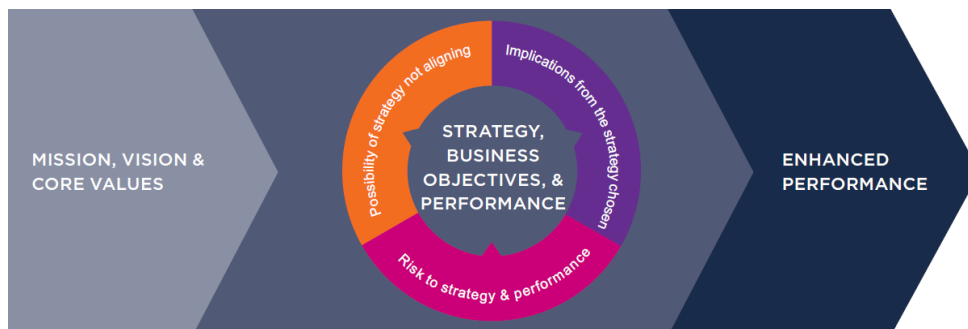 MISSION, VISION &
CORE VALUES
Possibility of strategy not aligning
Implications from the strategy chosen
Risk to strategy & performance
STRATEGY,
BUSINESS
OBJECTIVES, &
PERFORMANCE
ENHANCED
PERFORMANCE